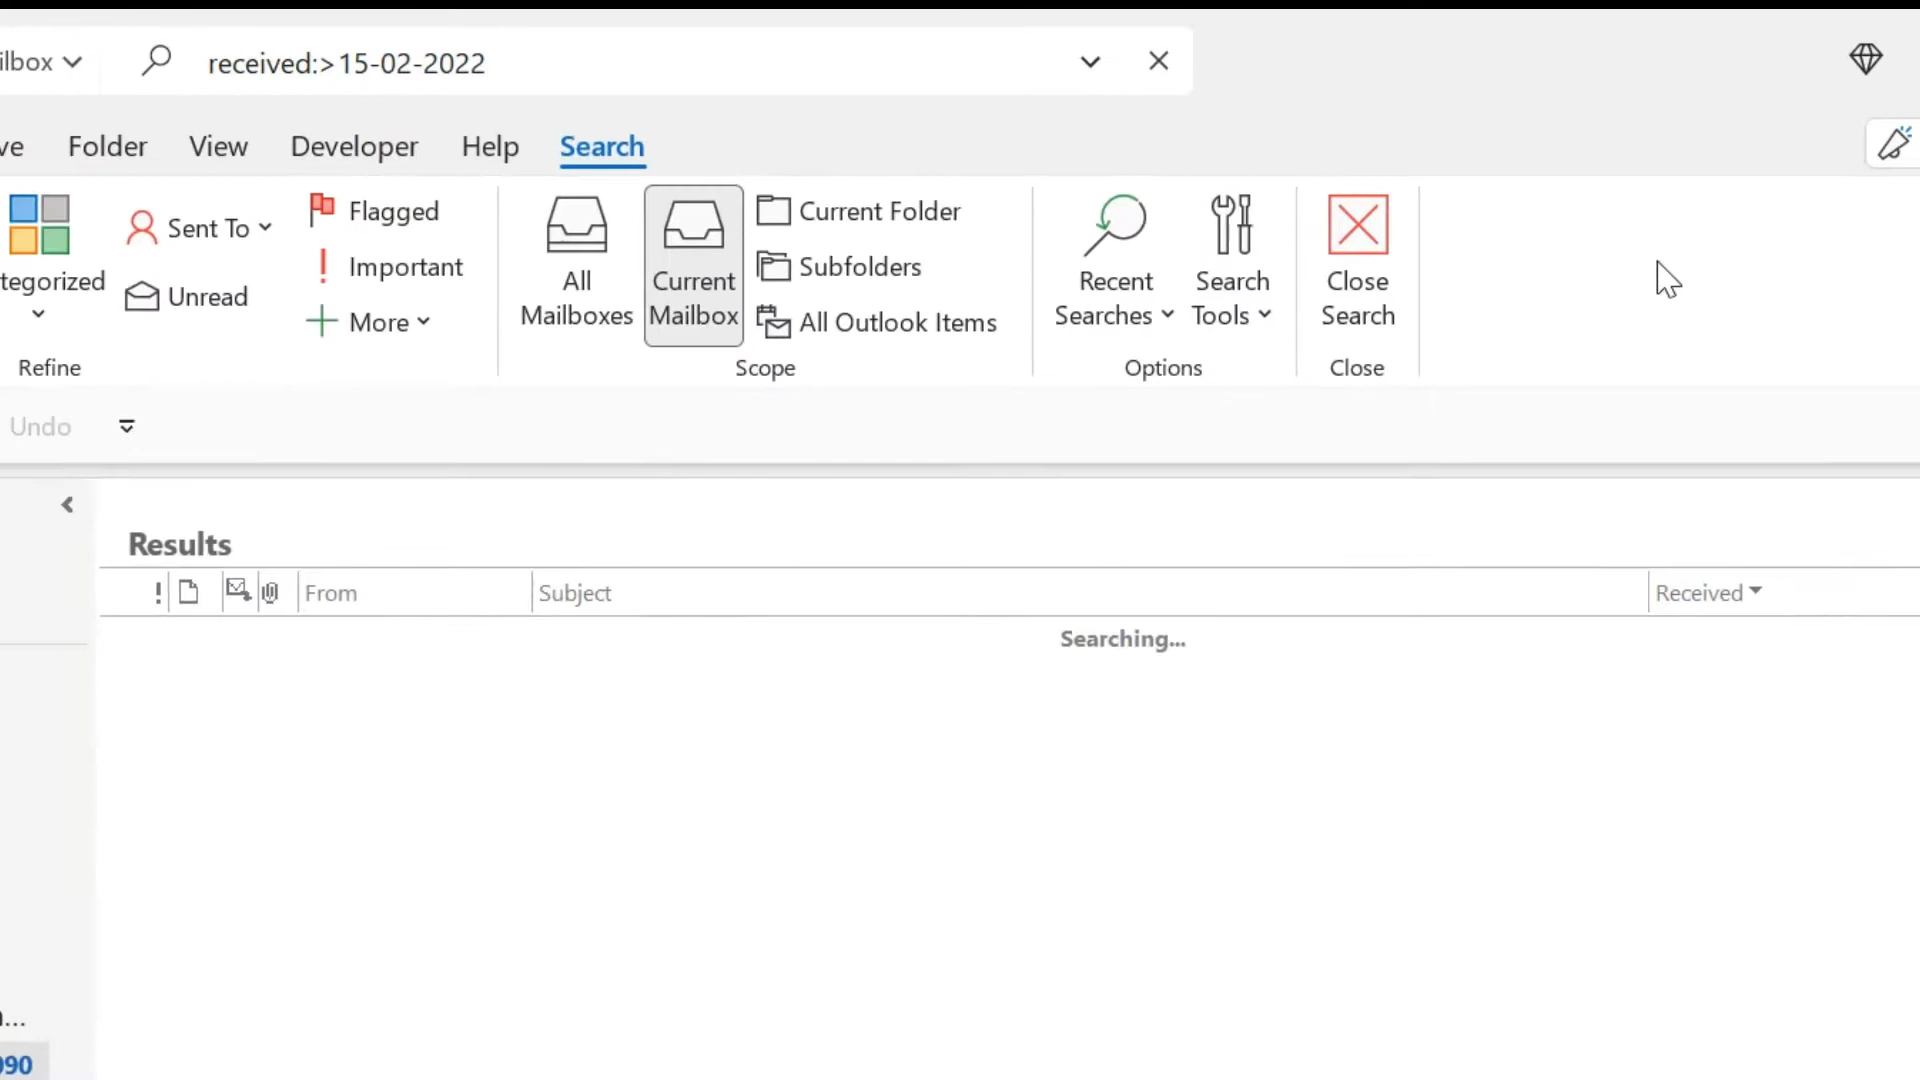 ilbox
received:>15-02-2022
ve Folder View Developer Help Search
tegorized
Sent To
Unread
Flagged
Important
More
Refine
All Mailboxes
Current Mailbox
Current Folder
Subfolders
All Outlook Items
Scope
Recent Searches
Search Tools
Options
Close Search
Close
Undo
Results
! From Subject Received
Searching...
...
090